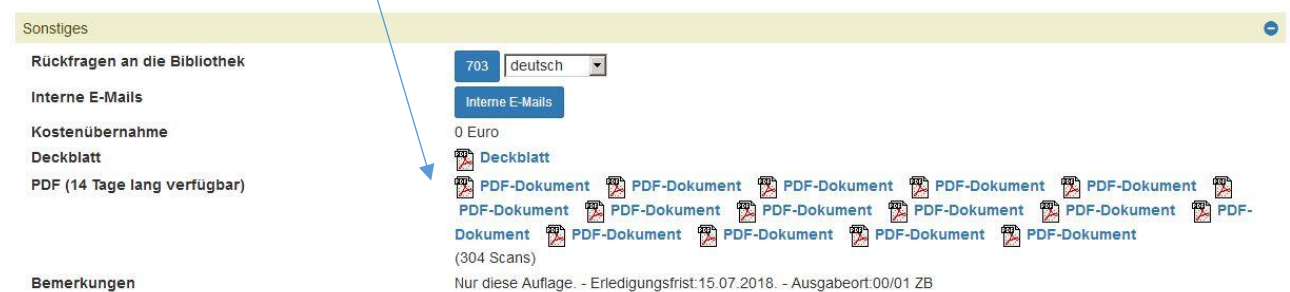 Sonstiges
Rückfragen an die Bibliothek 703 deutsch
Interne E-Mails Interne E-Mails
Kostenübernahme 0 Euro
Deckblatt Deckblatt
PDF (14 Tage lang verfügbar) PDF-Dokument PDF-Dokument PDF-Dokument PDF-Dokument PDF-Dokument
PDF-Dokument PDF-Dokument PDF-Dokument PDF-Dokument PDF-Dokument PDF-
Dokument PDF-Dokument PDF-Dokument PDF-Dokument PDF-Dokument
(304 Scans)
Bemerkungen Nur diese Auflage. - Erledigungsfrist:15.07.2018. - Ausgabeort:00/01 ZB